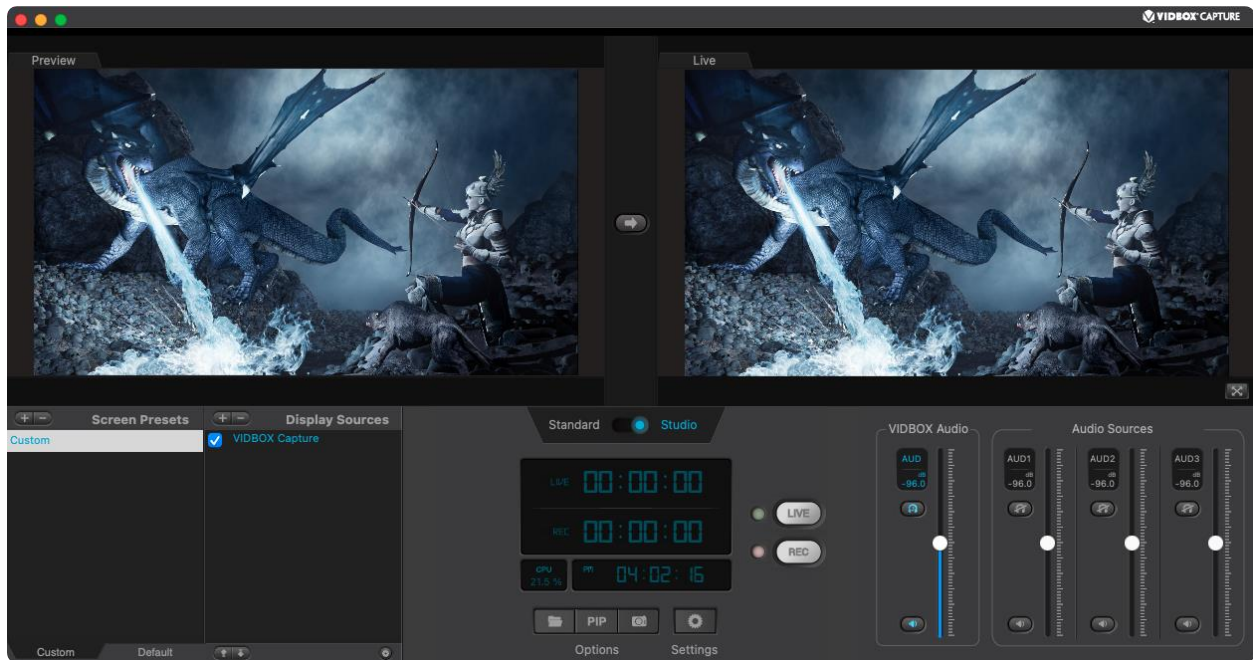 VIDBOX® CAPTURE
Preview
Live
Screen Presets
Custom
Custom
Default
Display Sources
VIDBOX Capture
Standard
Studio
LIVE 00:00:00
REC 00:00:00
CPU
21.5 %
PM 04:02:16
PIP
Options
Settings
LIVE
REC
VIDBOX Audio
AUD
dB
-96.0
Audio Sources
AUD1
dB
-96.0
AUD2
dB
-96.0
AUD3
dB
-96.0